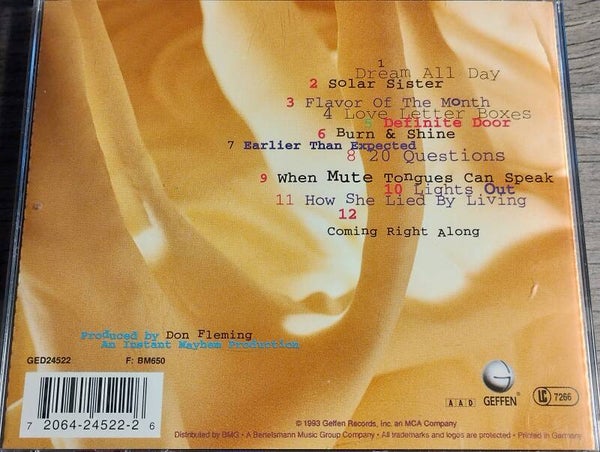 1
Dream All Day
2 Solar Sister
3 Flavor Of The Month
4 Love Letter Boxes
5 Definite Door
6 Burn & Shine
7 Earlier Than Expected
8 20 Questions
9 When Mute Tongues Can Speak
10 Lights Out
11 How She Lied By Living
12
Coming Right Along
Produced by Don Fleming
An Instant Mayhem Production
GED24522 F: BM650
7 2064-24522-2 6
G
AAD GEFFEN LC 7266
© 1993 Geffen Records, Inc. an MCA Company
Distributed by BMG • A Bertelsmann Music Group Company • All trademarks and logos are protected • Printed in Germany